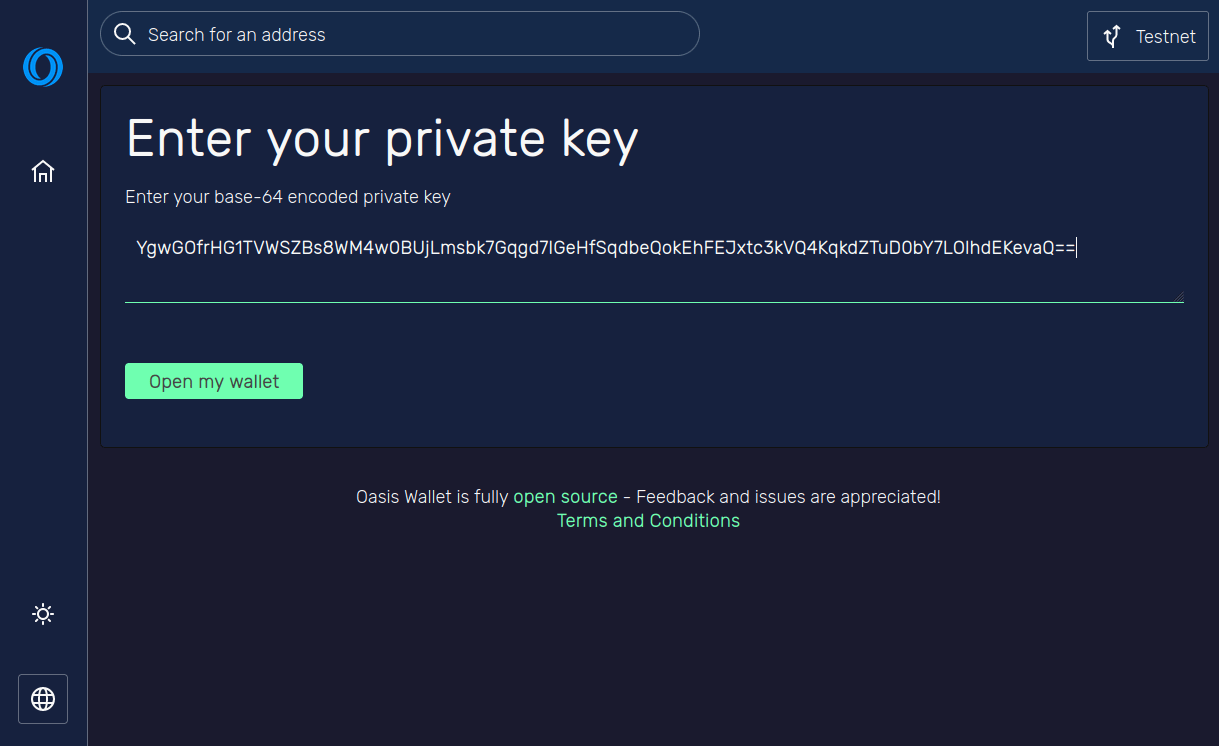 Search for an address
Testnet
Enter your private key
Enter your base-64 encoded private key
YgwGOfrHG1TVWSZBs8WM4w0BUjLmsbk7Gqgd7IGeHfSqdbeQokEhFEJxtc3kVQ4KqkdZTuD0bY7LOlhdEKevaQ==
Open my wallet
Oasis Wallet is fully open source - Feedback and issues are appreciated!
Terms and Conditions